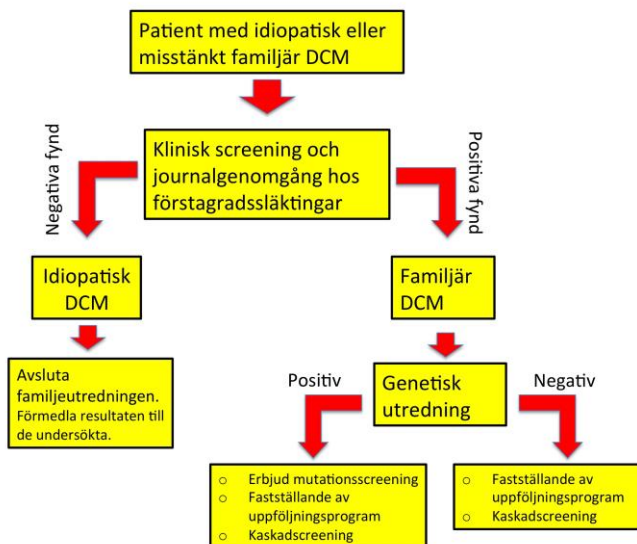 Patient med idiopatisk eller
misstänkt familjär DCM
Negativa fynd
Klinisk screening och
journalgenomgång hos
förstagradssläktingar
Positiva fynd
Idiopatisk
DCM
Familjär
DCM
Avsluta
familjeutredningen.
Förmedla resultaten till
de undersökta.
Positiv
Genetisk
utredning
Negativ
o Erbjud mutationsscreening
o Fastställande av
uppföljningsprogram
o Kaskadscreening
o Fastställande av
uppföljningsprogram
o Kaskadscreening